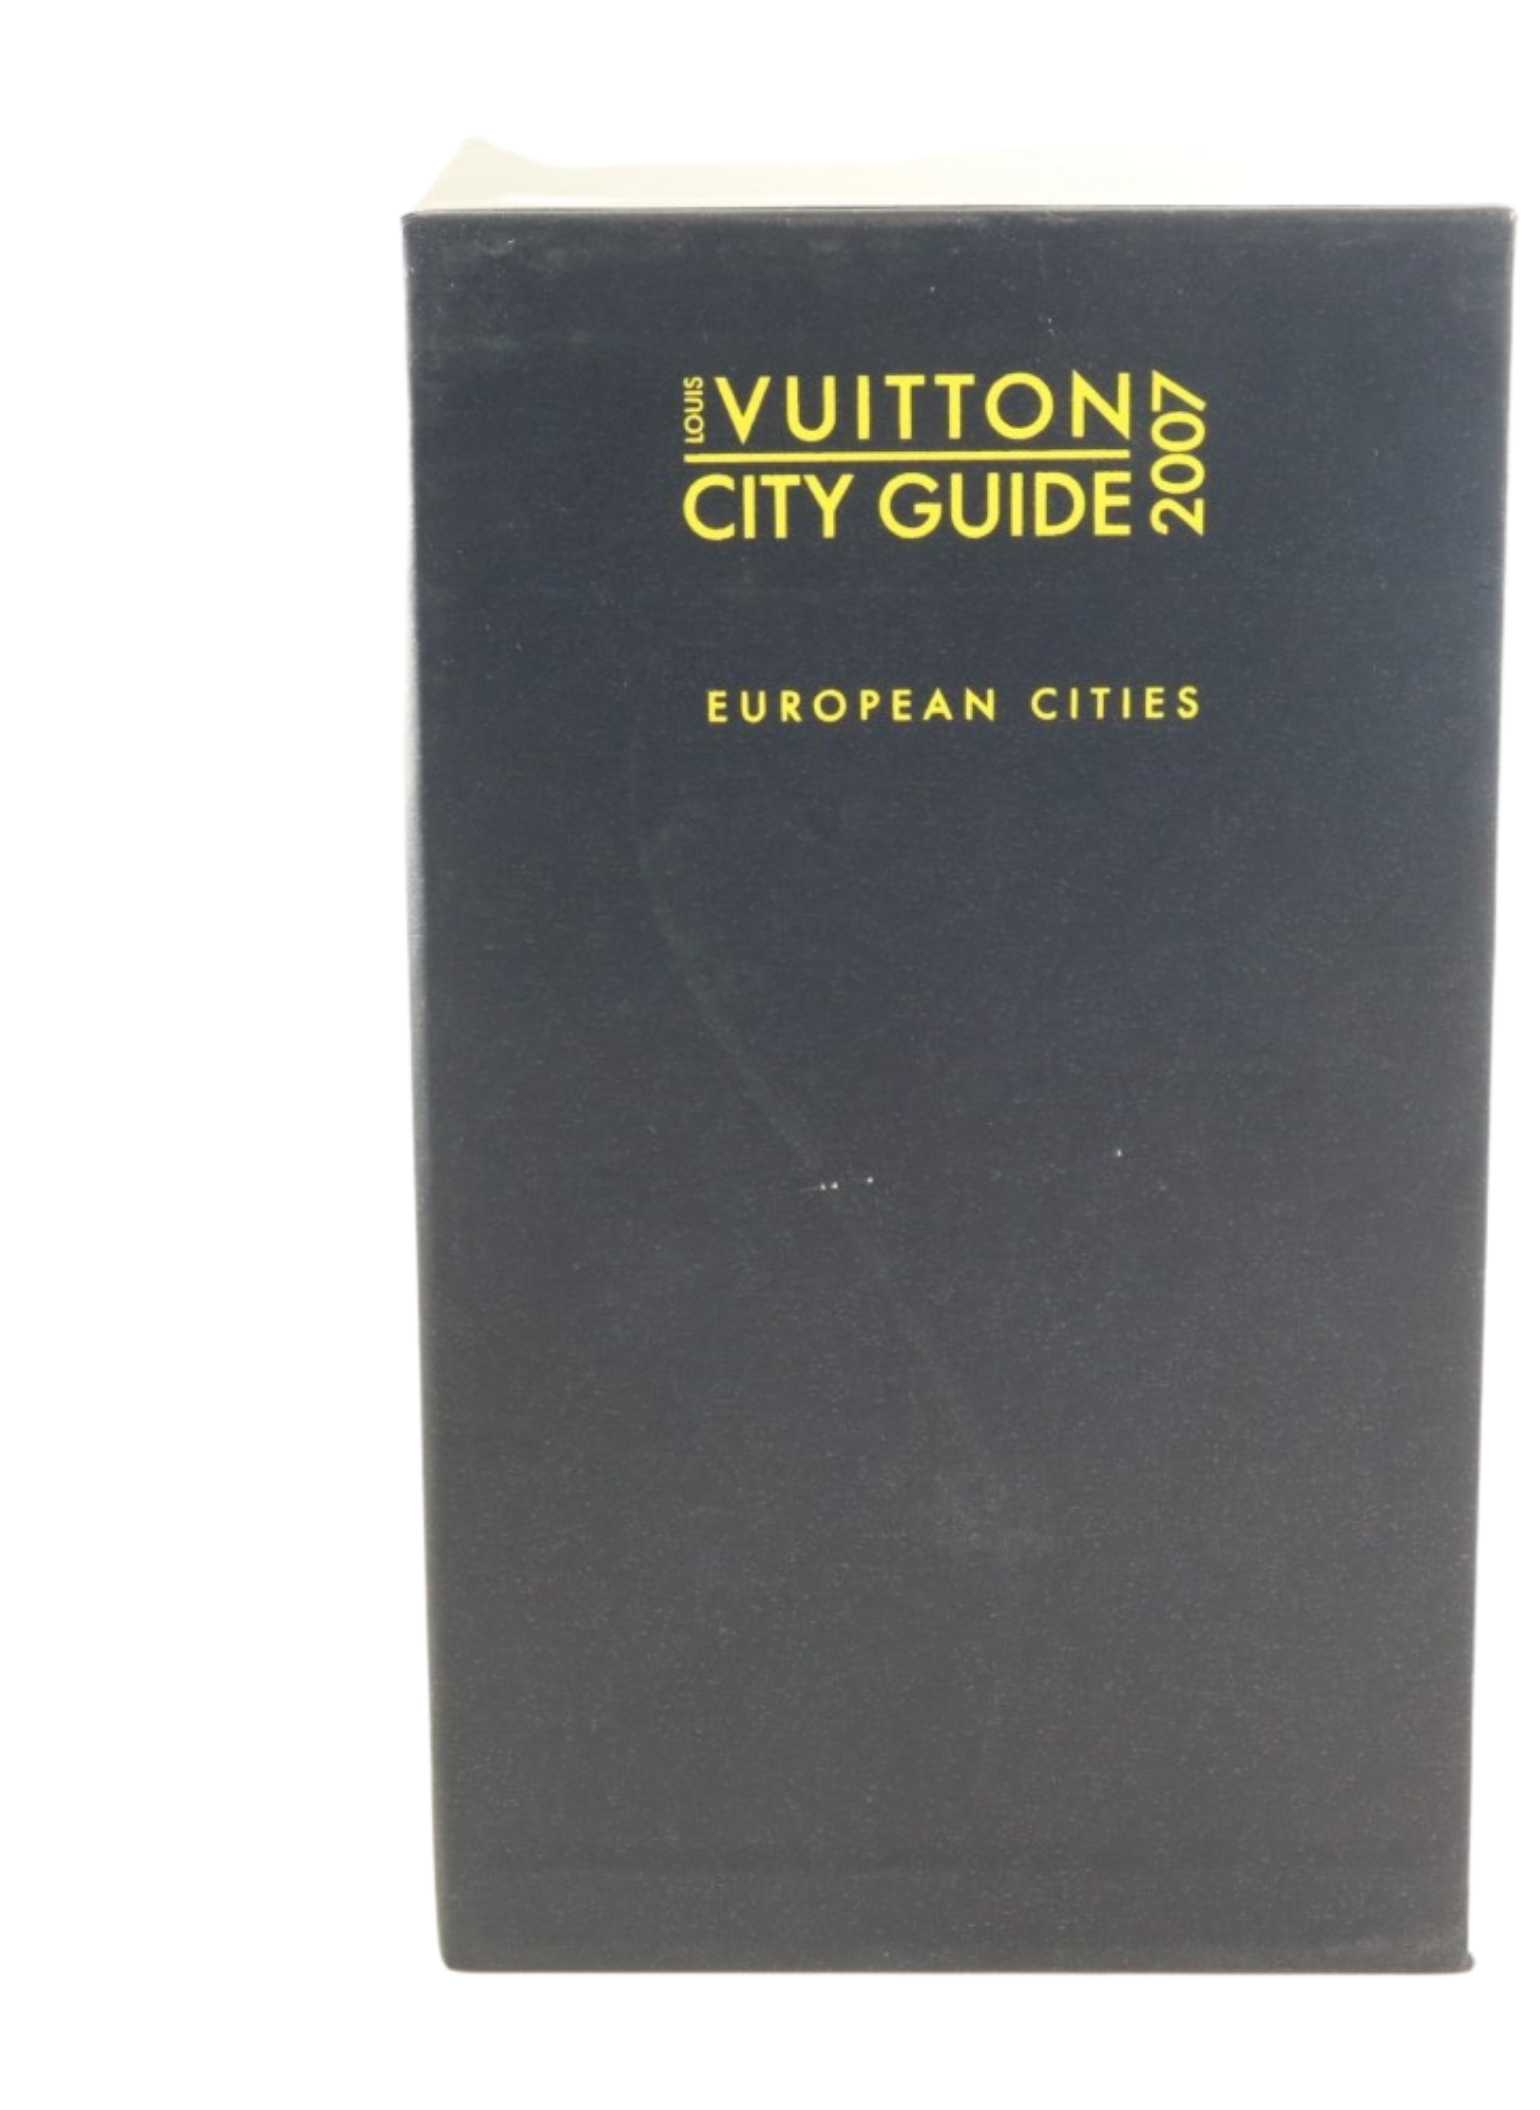 LOUIS VUITTON
CITY GUIDE 2007
EUROPEAN CITIES